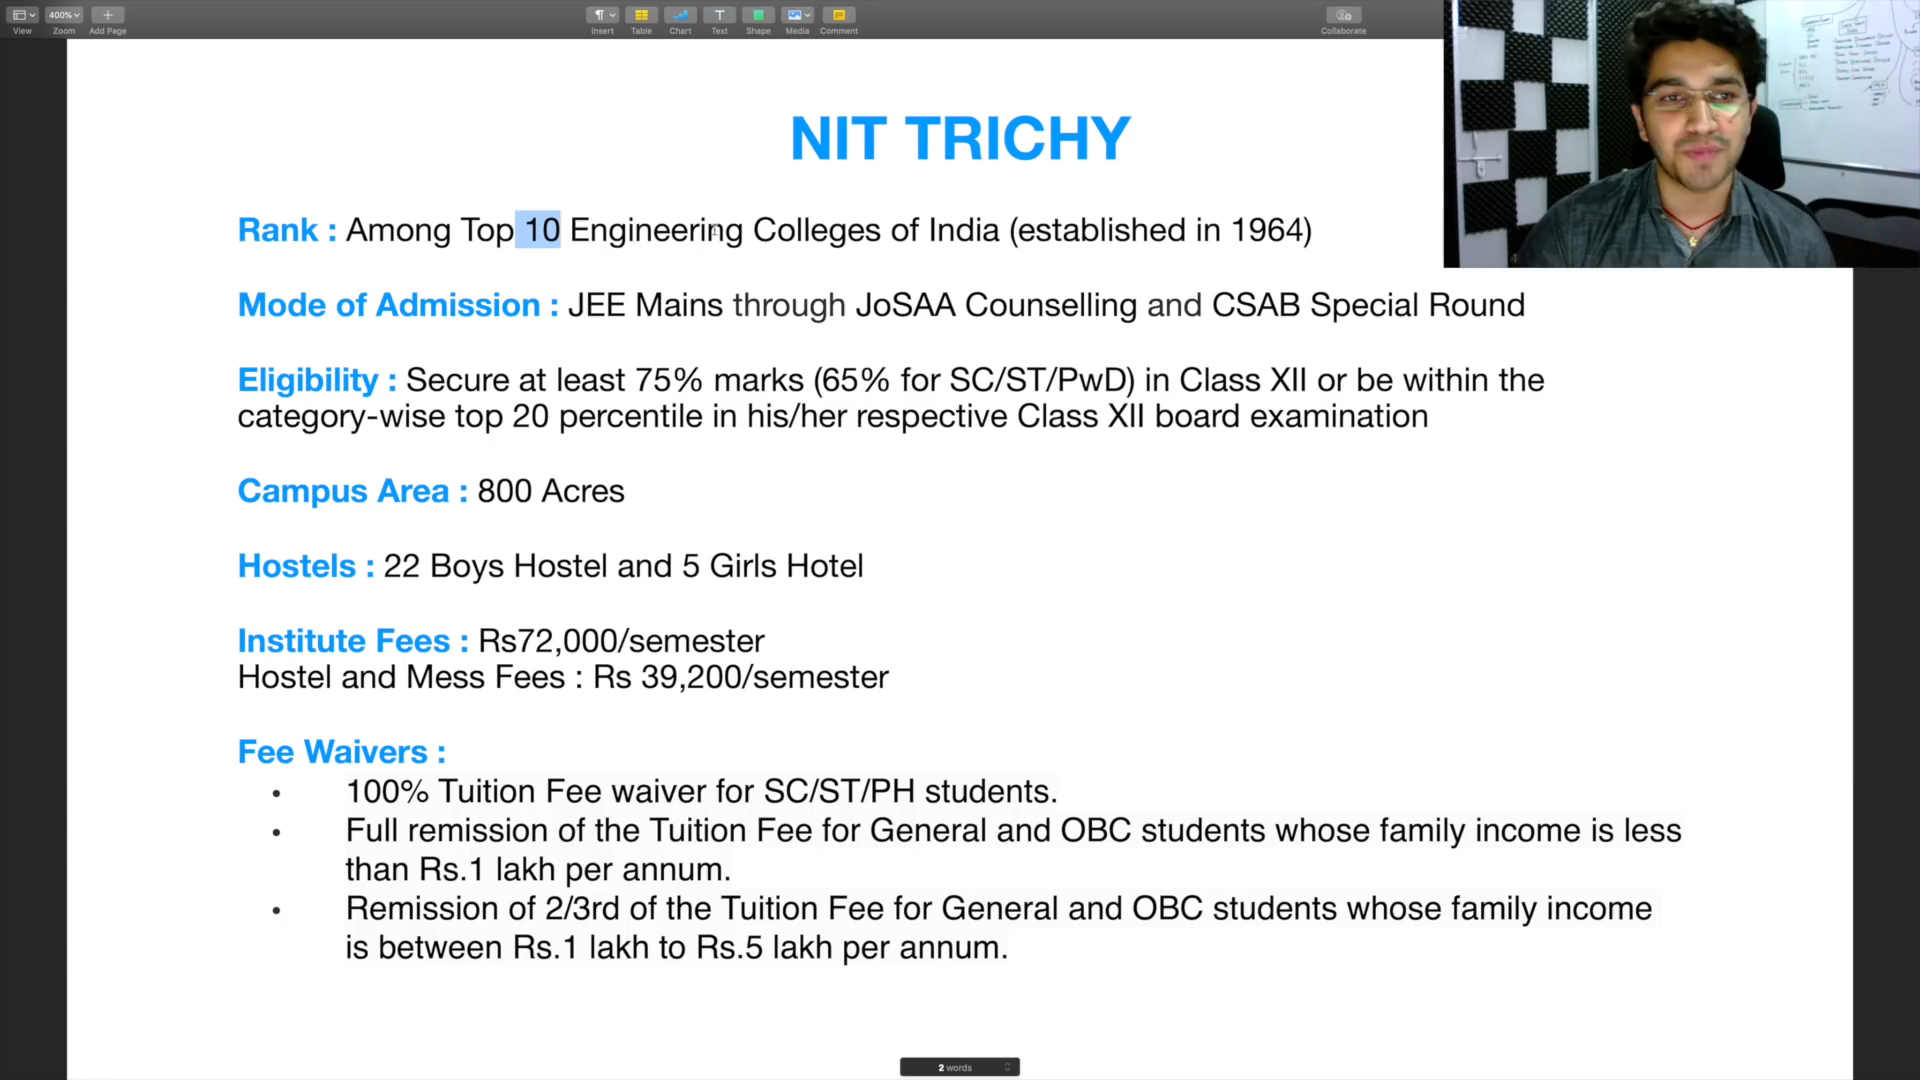 400%
View
Zoom
Add Page
Insert
Table
Chart
Text
Shape
Media
Comment
Collaborate
NIT TRICHY
Rank : Among Top 10 Engineering Colleges of India (established in 1964)
Mode of Admission : JEE Mains through JoSAA Counselling and CSAB Special Round
Eligibility : Secure at least 75% marks (65% for SC/ST/PwD) in Class XII or be within the
category-wise top 20 percentile in his/her respective Class XII board examination
Campus Area : 800 Acres
Hostels : 22 Boys Hostel and 5 Girls Hotel
Institute Fees : Rs72,000/semester
Hostel and Mess Fees : Rs 39,200/semester
Fee Waivers :
• 100% Tuition Fee waiver for SC/ST/PH students.
• Full remission of the Tuition Fee for General and OBC students whose family income is less
than Rs.1 lakh per annum.
• Remission of 2/3rd of the Tuition Fee for General and OBC students whose family income
is between Rs.1 lakh to Rs.5 lakh per annum.
2 words